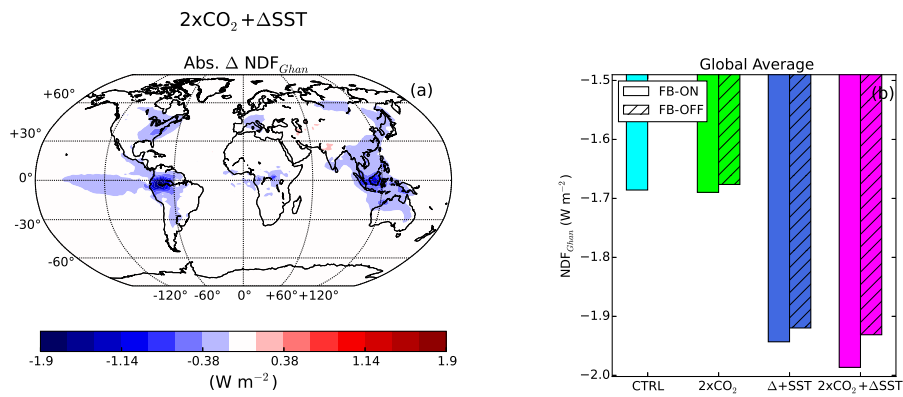 2xCO₂+ΔSST
Abs. Δ NDF_Ghan
(a)
+60°
+30°
0°
-30°
-60°
-120° -60° 0° +60° +120°
-1.9 -1.14 -0.38 0.38 1.14 1.9
(W m⁻²)
Global Average
(b)
FB-ON
FB-OFF
−1.5
−1.6
−1.7
−1.8
−1.9
−2.0
NDF_Ghan (W m⁻²)
CTRL 2xCO₂ Δ+SST 2xCO₂+ΔSST